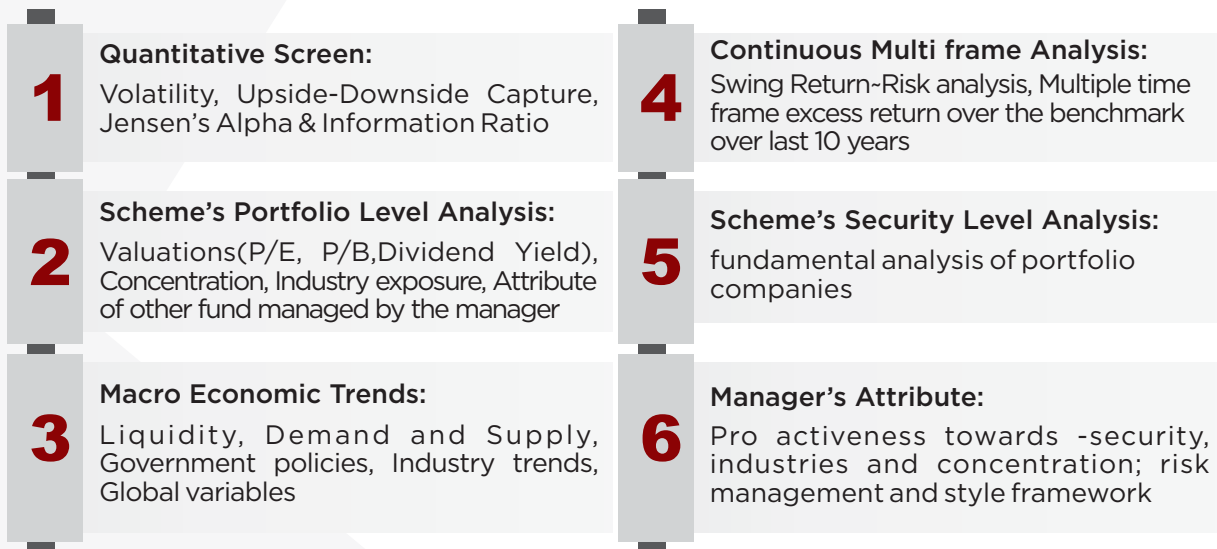 1
Quantitative Screen:
Volatility, Upside-Downside Capture,
Jensen's Alpha & Information Ratio
2
Scheme's Portfolio Level Analysis:
Valuations(P/E, P/B,Dividend Yield),
Concentration, Industry exposure, Attribute
of other fund managed by the manager
3
Macro Economic Trends:
Liquidity, Demand and Supply,
Government policies, Industry trends,
Global variables
4
Continuous Multi frame Analysis:
Swing Return~Risk analysis, Multiple time
frame excess return over the benchmark
over last 10 years
5
Scheme's Security Level Analysis:
fundamental analysis of portfolio
companies
6
Manager's Attribute:
Pro activeness towards -security,
industries and concentration; risk
management and style framework